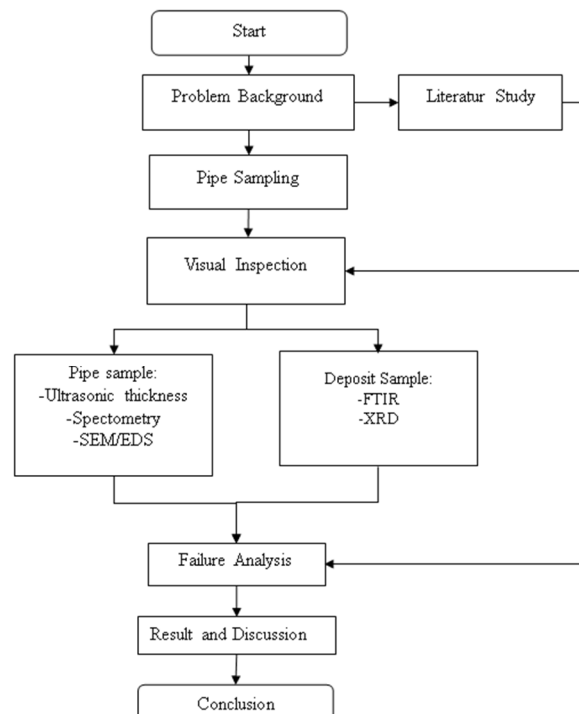 Start
Problem Background
Literatur Study
Pipe Sampling
Visual Inspection
Pipe sample:
-Ultrasonic thickness
-Spectometry
-SEM/EDS
Deposit Sample:
-FTIR
-XRD
Failure Analysis
Result and Discussion
Conclusion